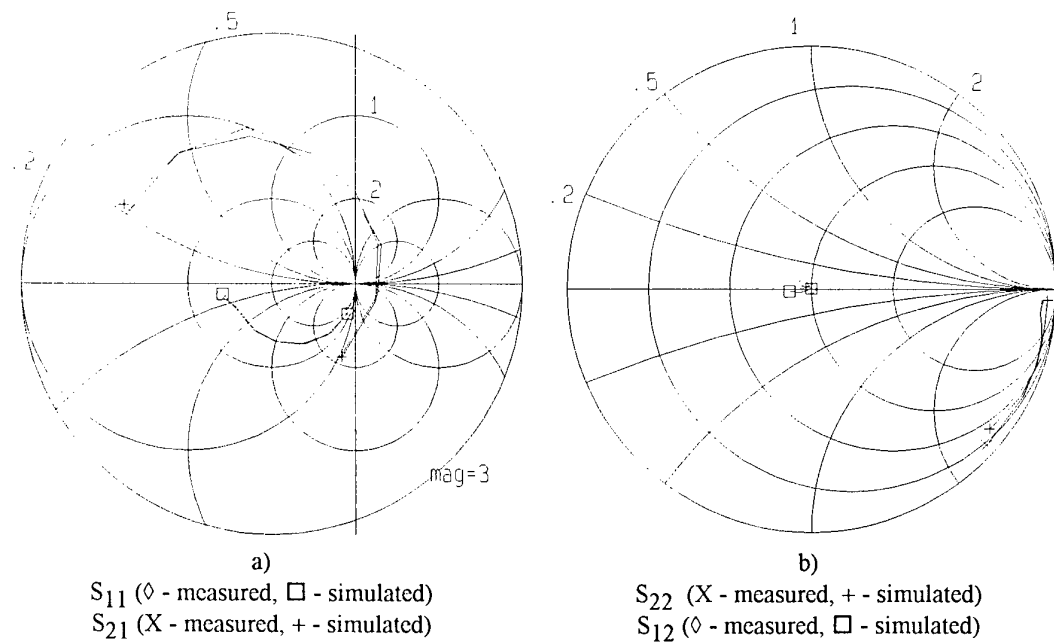 .5
1
.2
2
mag=3
1
.5
2
.2
a)
S11 (◊ - measured, □ - simulated)
S21 (X - measured, + - simulated)
b)
S22 (X - measured, + - simulated)
S12 (◊ - measured, □ - simulated)